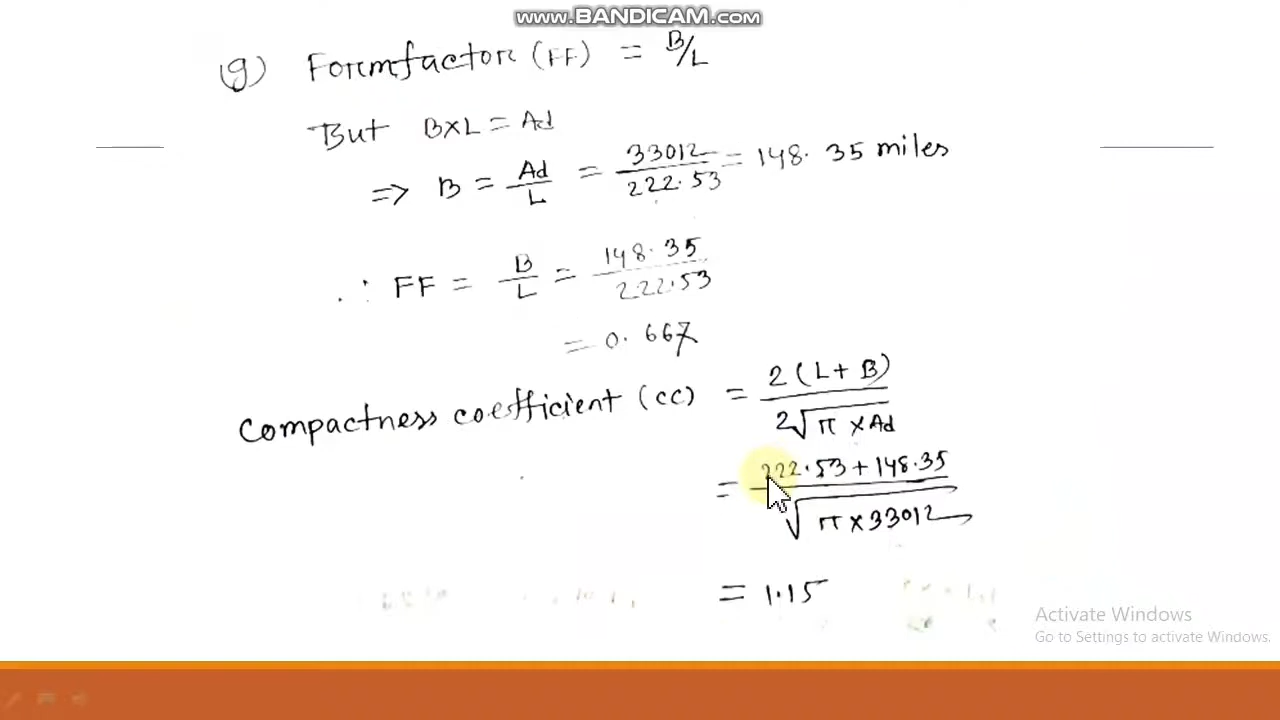 www.BANDICAM.com
(g) Formfactor (FF) = B/L
But B×L = Ad
=> B = Ad/L = 33012/222.53 = 148.35 miles
∴ FF = B/L = 148.35/222.53
= 0.667
Compactness coefficient (CC) = 2(L+B)/2√π×Ad
= 222.53+148.35/√π×33012
= 1.15
Activate Windows
Go to Settings to activate Windows.